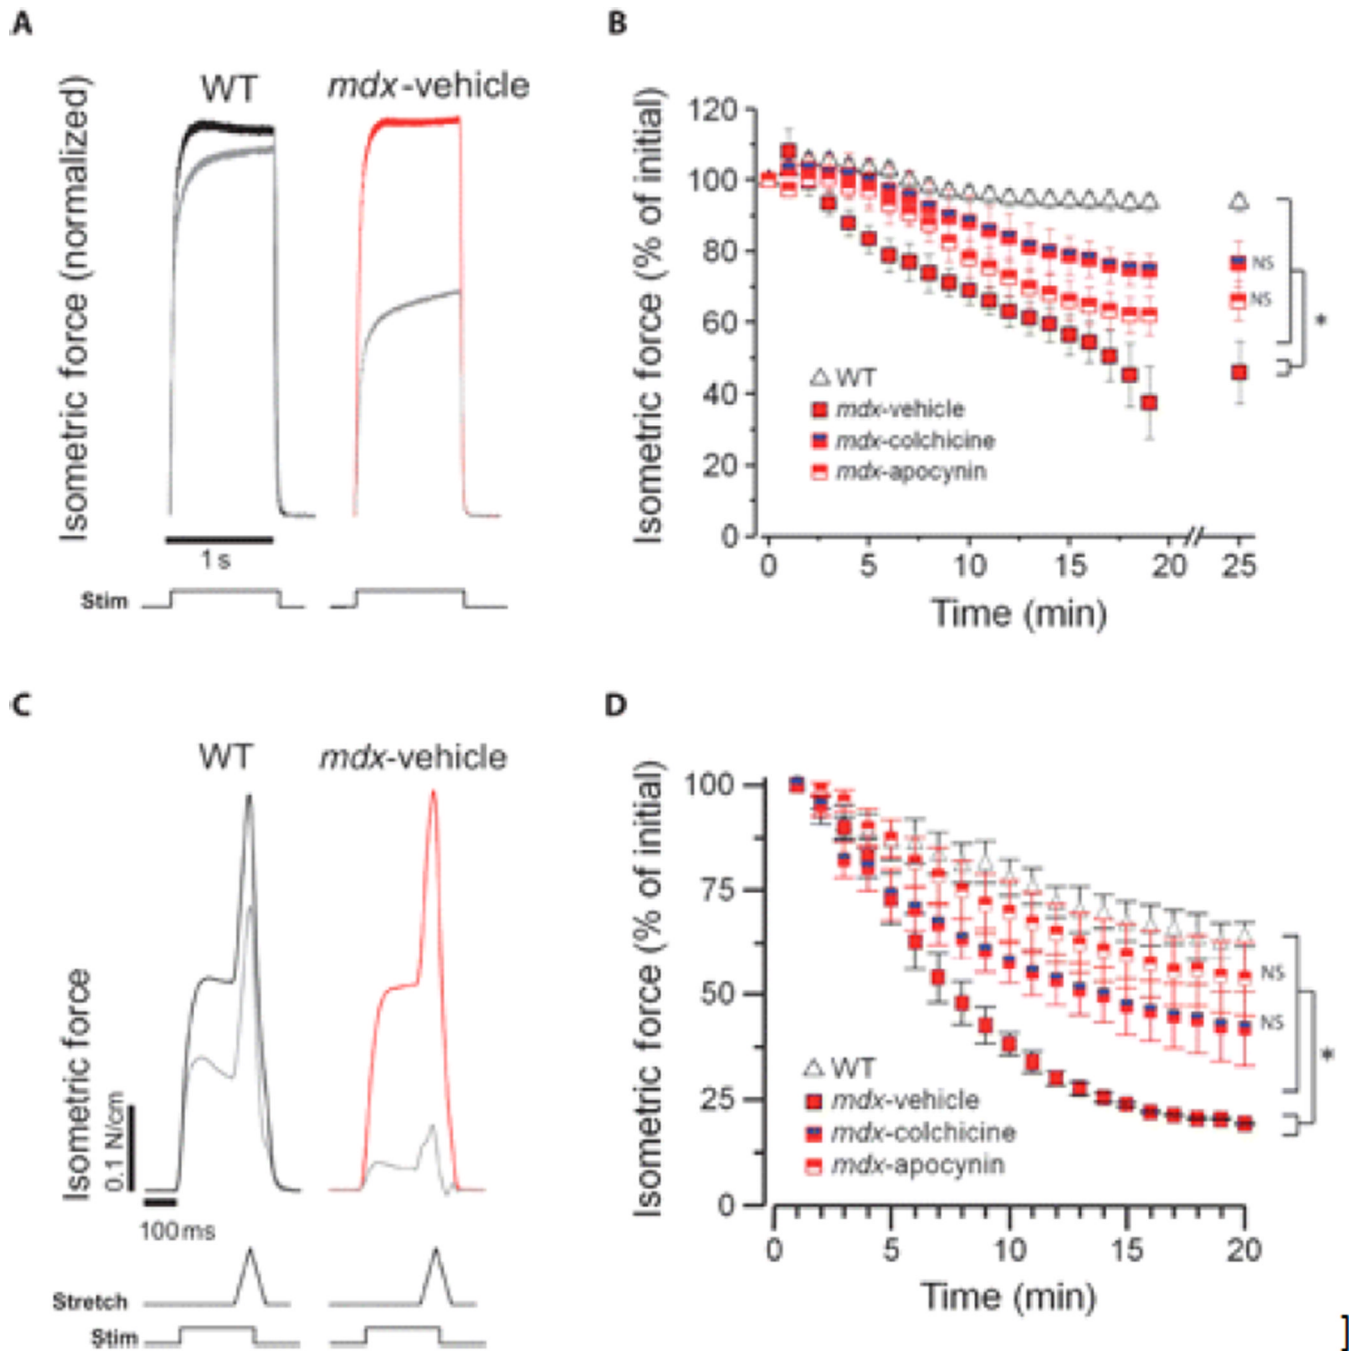 A
WT
mdx-vehicle
Isometric force (normalized)
1 s
Stim
B
Isometric force (% of initial)
120
100
80
60
40
20
0
NS
NS
*
WT
mdx-vehicle
mdx-colchicine
mdx-apocynin
0
5
10
15
20
25
Time (min)
C
WT
mdx-vehicle
Isometric force
0.1 N/cm
100 ms
Stretch
Stim
D
Isometric force (% of initial)
100
75
50
25
0
NS
NS
*
WT
mdx-vehicle
mdx-colchicine
mdx-apocynin
0
5
10
15
20
Time (min)
]